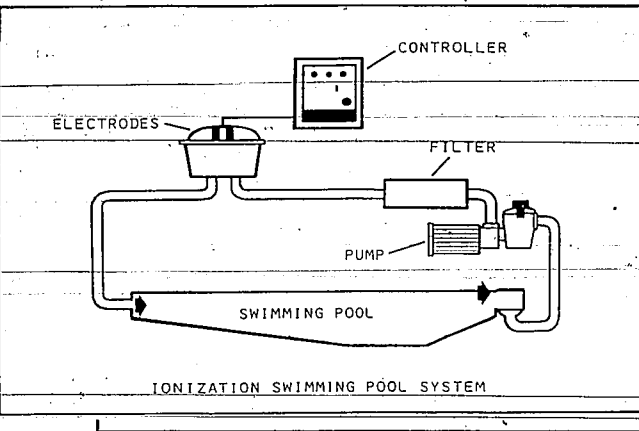 CONTROLLER
ELECTRODES
FILTER
PUMP
SWIMMING POOL
IONIZATION SWIMMING POOL SYSTEM